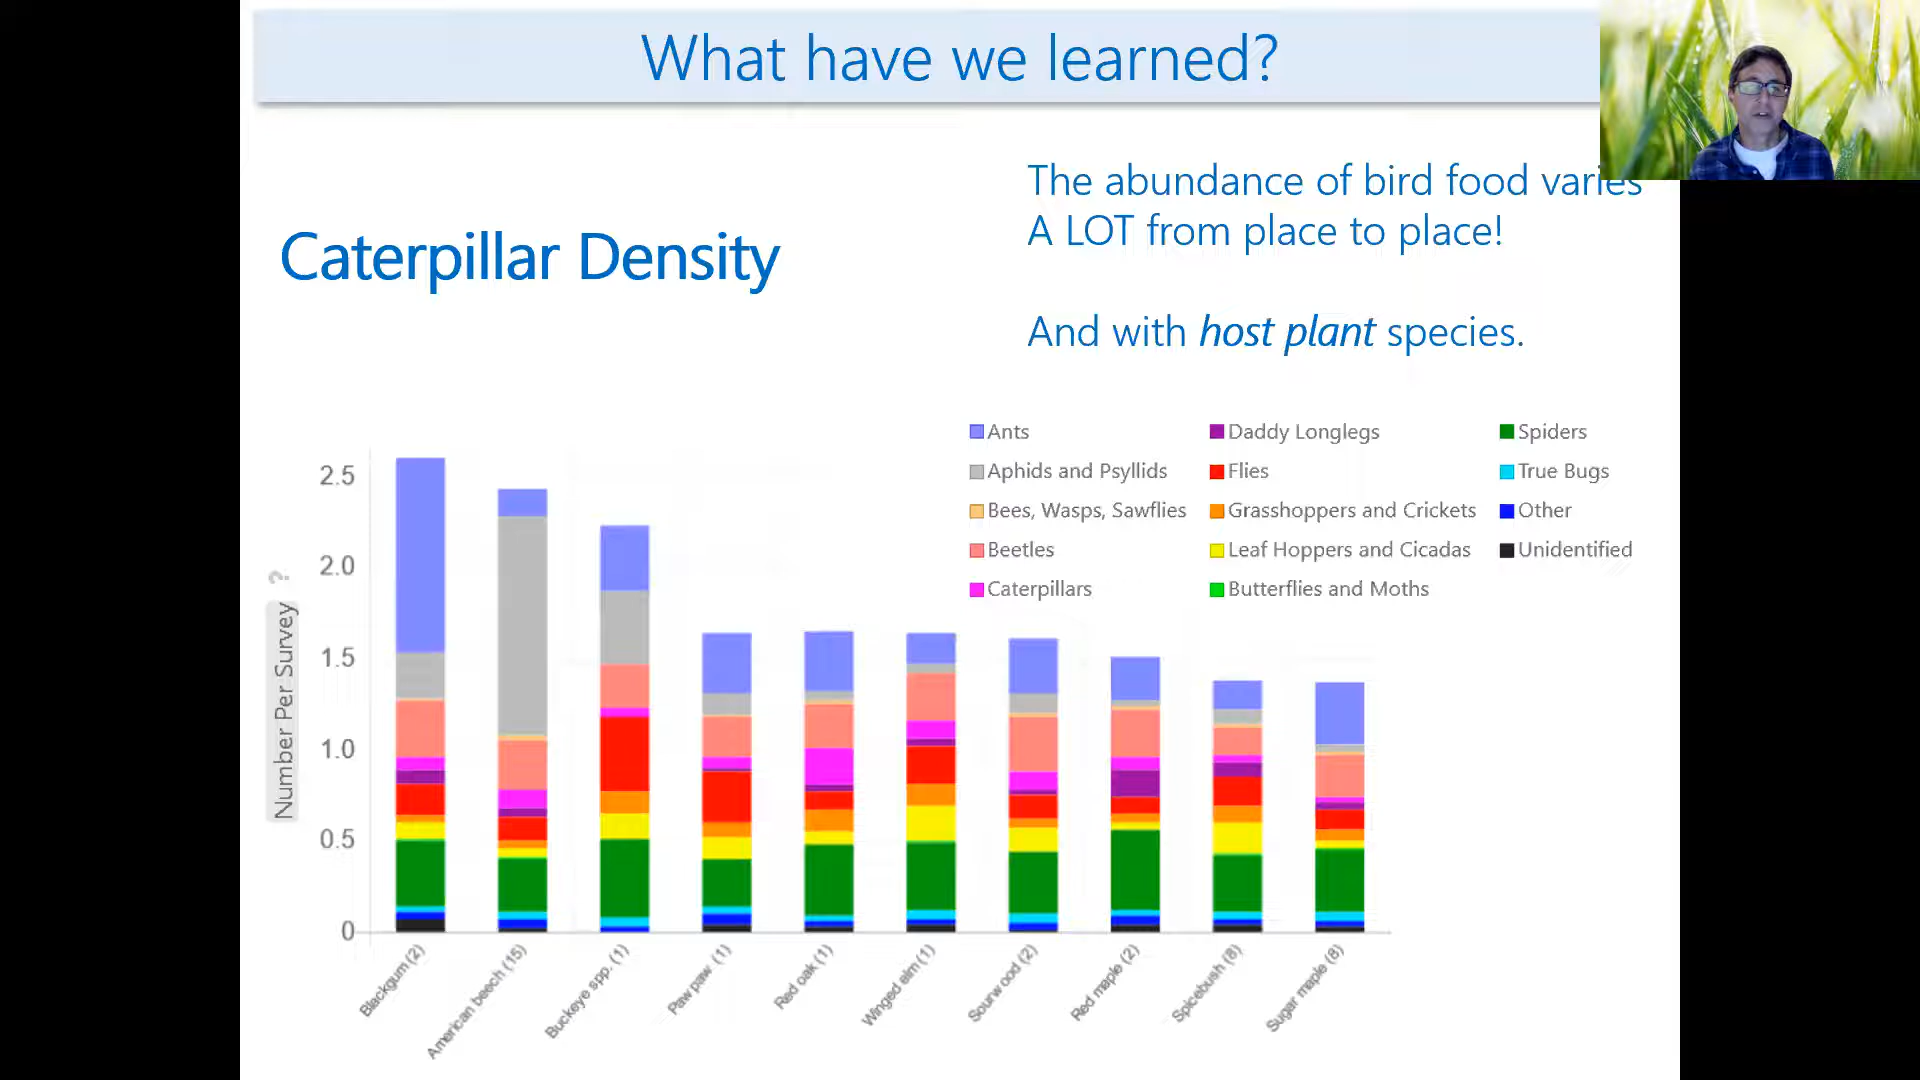 What have we learned?
The abundance of bird food varies
A LOT from place to place!
Caterpillar Density
And with host plant species.
Ants
Daddy Longlegs
Spiders
Aphids and Psyllids
Flies
True Bugs
Bees, Wasps, Sawflies
Grasshoppers and Crickets
Other
Beetles
Leaf Hoppers and Cicadas
Unidentified
Caterpillars
Butterflies and Moths
Number Per Survey ?
2.5
2.0
1.5
1.0
0.5
0
Blackgum (2)
American beech (15)
Buckeye spp. (1)
Paw paw (1)
Red oak (1)
Winged elm (1)
Sourwood (2)
Red maple (2)
Spicebush (8)
Sugar maple (8)